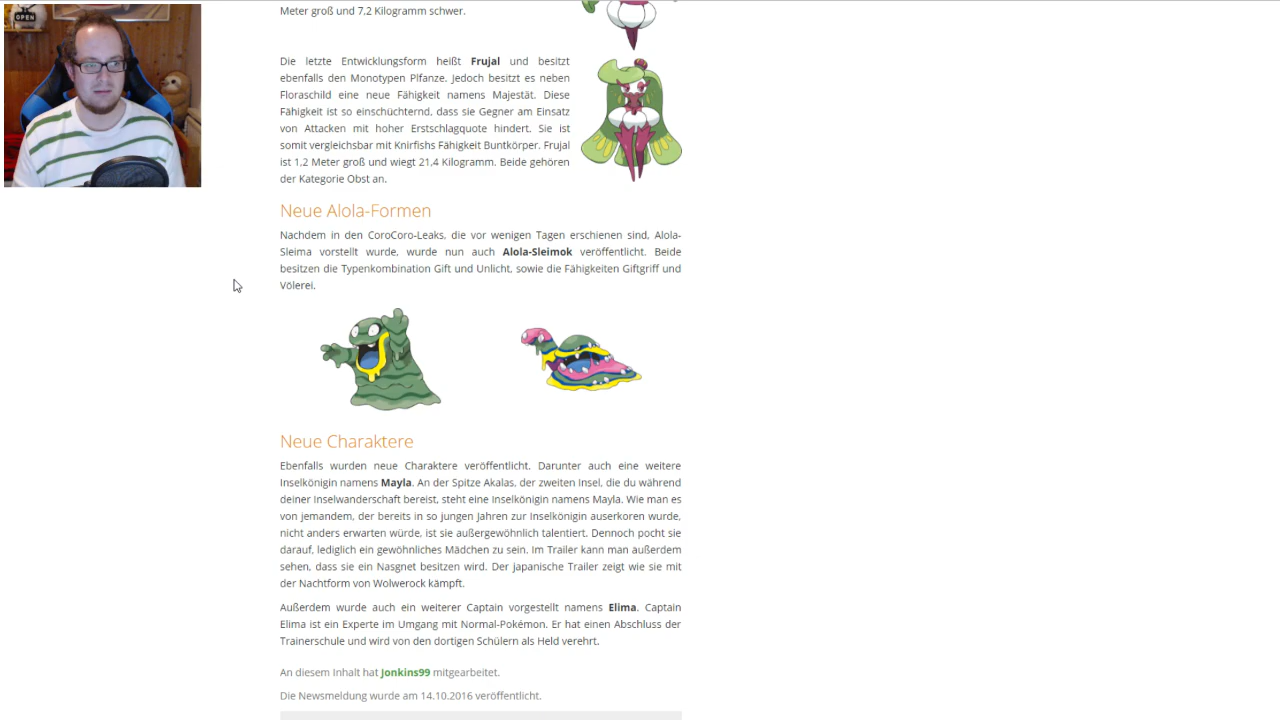 OPEN
Meter groß und 7,2 Kilogramm schwer.
Die letzte Entwicklungsform heißt Frujal und besitzt
ebenfalls den Monotypen Plfanze. Jedoch besitzt es neben
Floraschild eine neue Fähigkeit namens Majestät. Diese
Fähigkeit ist so einschüchternd, dass sie Gegner am Einsatz
von Attacken mit hoher Erstschlagquote hindert. Sie ist
somit vergleichsbar mit Knirfishs Fähigkeit Buntkörper. Frujal
ist 1,2 Meter groß und wiegt 21,4 Kilogramm. Beide gehören
der Kategorie Obst an.
Neue Alola-Formen
Nachdem in den CoroCoro-Leaks, die vor wenigen Tagen erschienen sind, Alola-
Sleima vorstellt wurde, wurde nun auch Alola-Sleimok veröffentlicht. Beide
besitzen die Typenkombination Gift und Unlicht, sowie die Fähigkeiten Giftgriff und
Völerei.
Neue Charaktere
Ebenfalls wurden neue Charaktere veröffentlicht. Darunter auch eine weitere
Inselkönigin namens Mayla. An der Spitze Akalas, der zweiten Insel, die du während
deiner Inselwanderschaft bereist, steht eine Inselkönigin namens Mayla. Wie man es
von jemandem, der bereits in so jungen Jahren zur Inselkönigin auserkoren wurde,
nicht anders erwarten würde, ist sie außergewöhnlich talentiert. Dennoch pocht sie
darauf, lediglich ein gewöhnliches Mädchen zu sein. Im Trailer kann man außerdem
sehen, dass sie ein Nasgnet besitzen wird. Der japanische Trailer zeigt wie sie mit
der Nachtform von Wolwerock kämpft.
Außerdem wurde auch ein weiterer Captain vorgestellt namens Elima. Captain
Elima ist ein Experte im Umgang mit Normal-Pokémon. Er hat einen Abschluss der
Trainerschule und wird von den dortigen Schülern als Held verehrt.
An diesem Inhalt hat Jonkins99 mitgearbeitet.
Die Newsmeldung wurde am 14.10.2016 veröffentlicht.